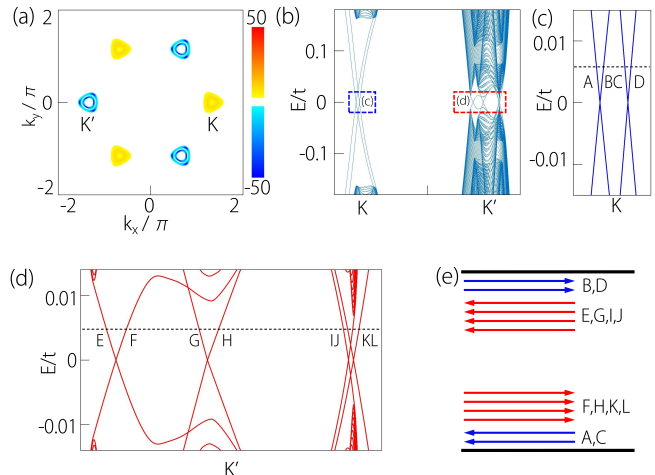 (a)
2
0
-2
k_y / π
K′
K
-2
0
2
k_x / π
50
-50
(b)
E/t
0.1
0
-0.1
(c)
(d)
K
K′
(c)
E/t
0.01
0
-0.01
A
BC
D
K
(d)
E/t
0.01
0
-0.01
E
F
G
H
IJ
KL
K′
(e)
B,D
E,G,I,J
F,H,K,L
A,C